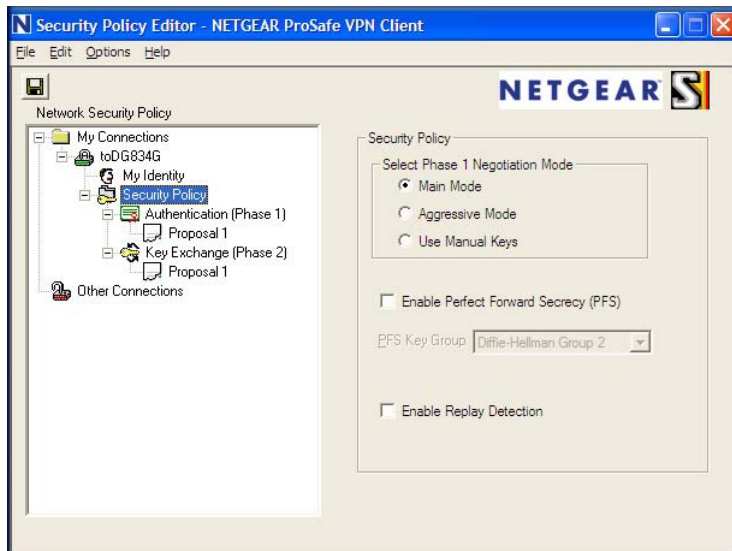 N Security Policy Editor - NETGEAR ProSafe VPN Client
File Edit Options Help
NETGEAR S
Network Security Policy
My Connections
toDG834G
My Identity
Security Policy
Authentication (Phase 1)
Proposal 1
Key Exchange (Phase 2)
Proposal 1
Other Connections
Security Policy
Select Phase 1 Negotiation Mode
Main Mode
Aggressive Mode
Use Manual Keys
Enable Perfect Forward Secrecy (PFS)
PFS Key Group Diffie-Hellman Group 2
Enable Replay Detection